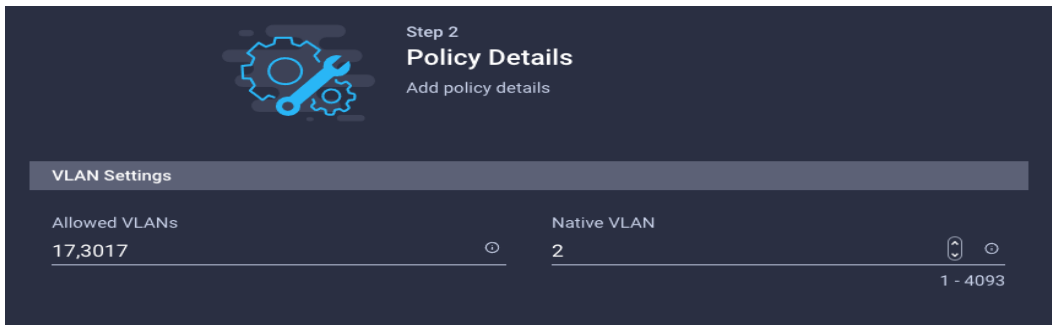 Step 2
Policy Details
Add policy details
VLAN Settings
Allowed VLANs
17,3017
Native VLAN
2
1 - 4093